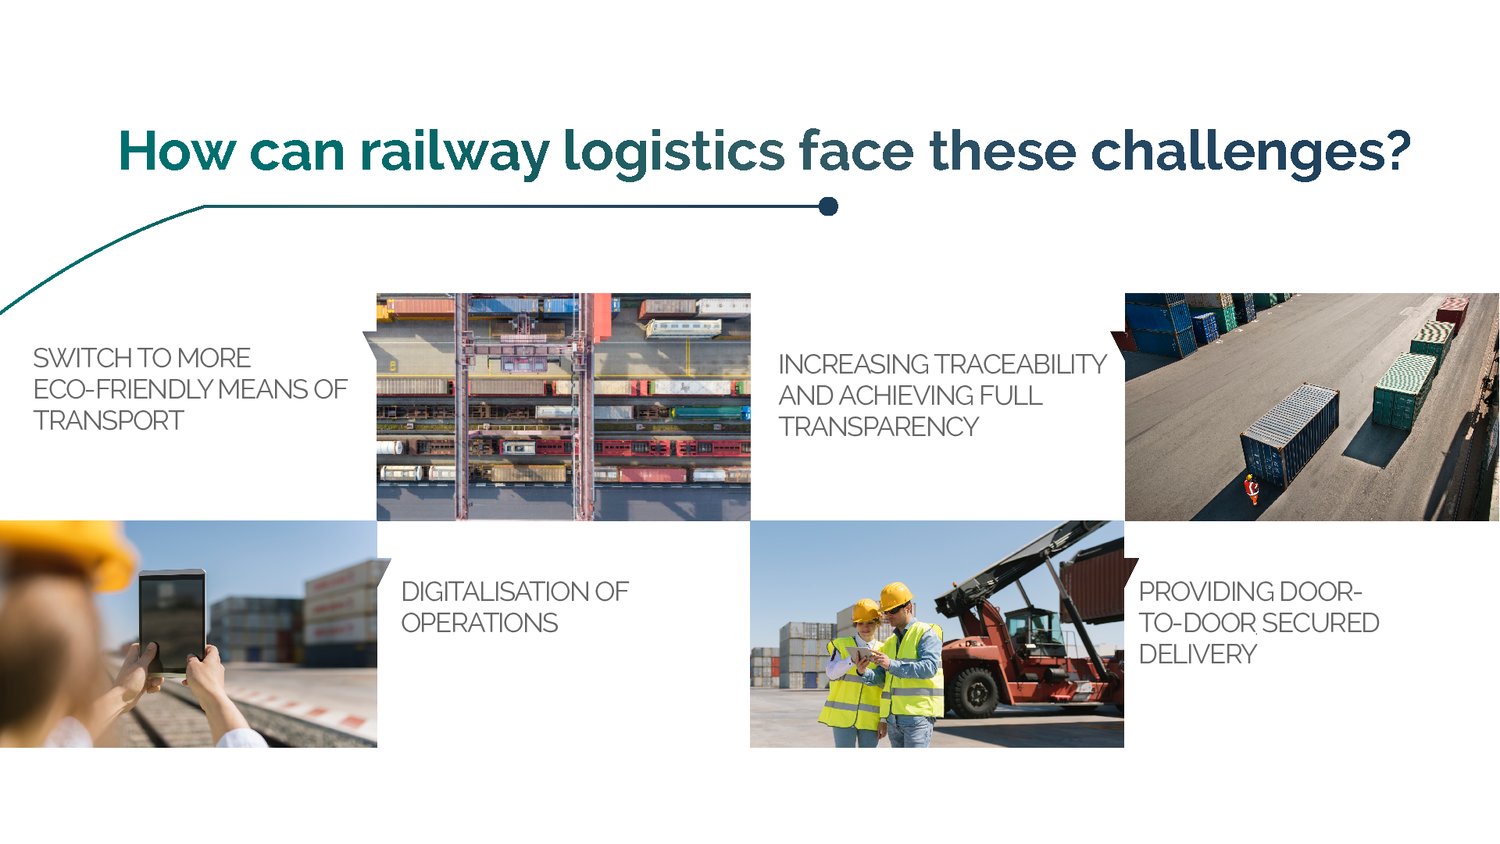 How can railway logistics face these challenges?
SWITCH TO MORE
ECO-FRIENDLY MEANS OF
TRANSPORT
INCREASING TRACEABILITY
AND ACHIEVING FULL
TRANSPARENCY
DIGITALISATION OF
OPERATIONS
PROVIDING DOOR-
TO-DOOR SECURED
DELIVERY